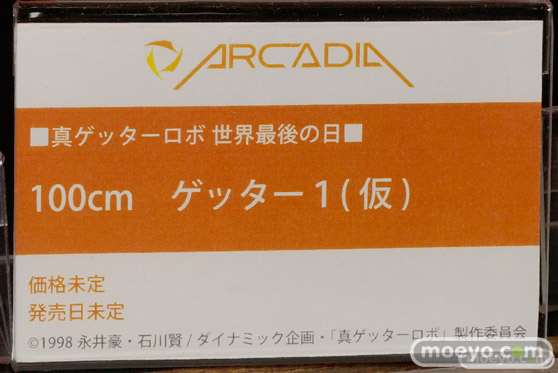 ARCADIA
■真ゲッターロボ 世界最後の日■
100cm　ゲッター１(仮)
価格未定
発売日未定
©1998 永井豪・石川賢/ダイナミック企画・「真ゲッターロボ」製作委員会
moeyo.com